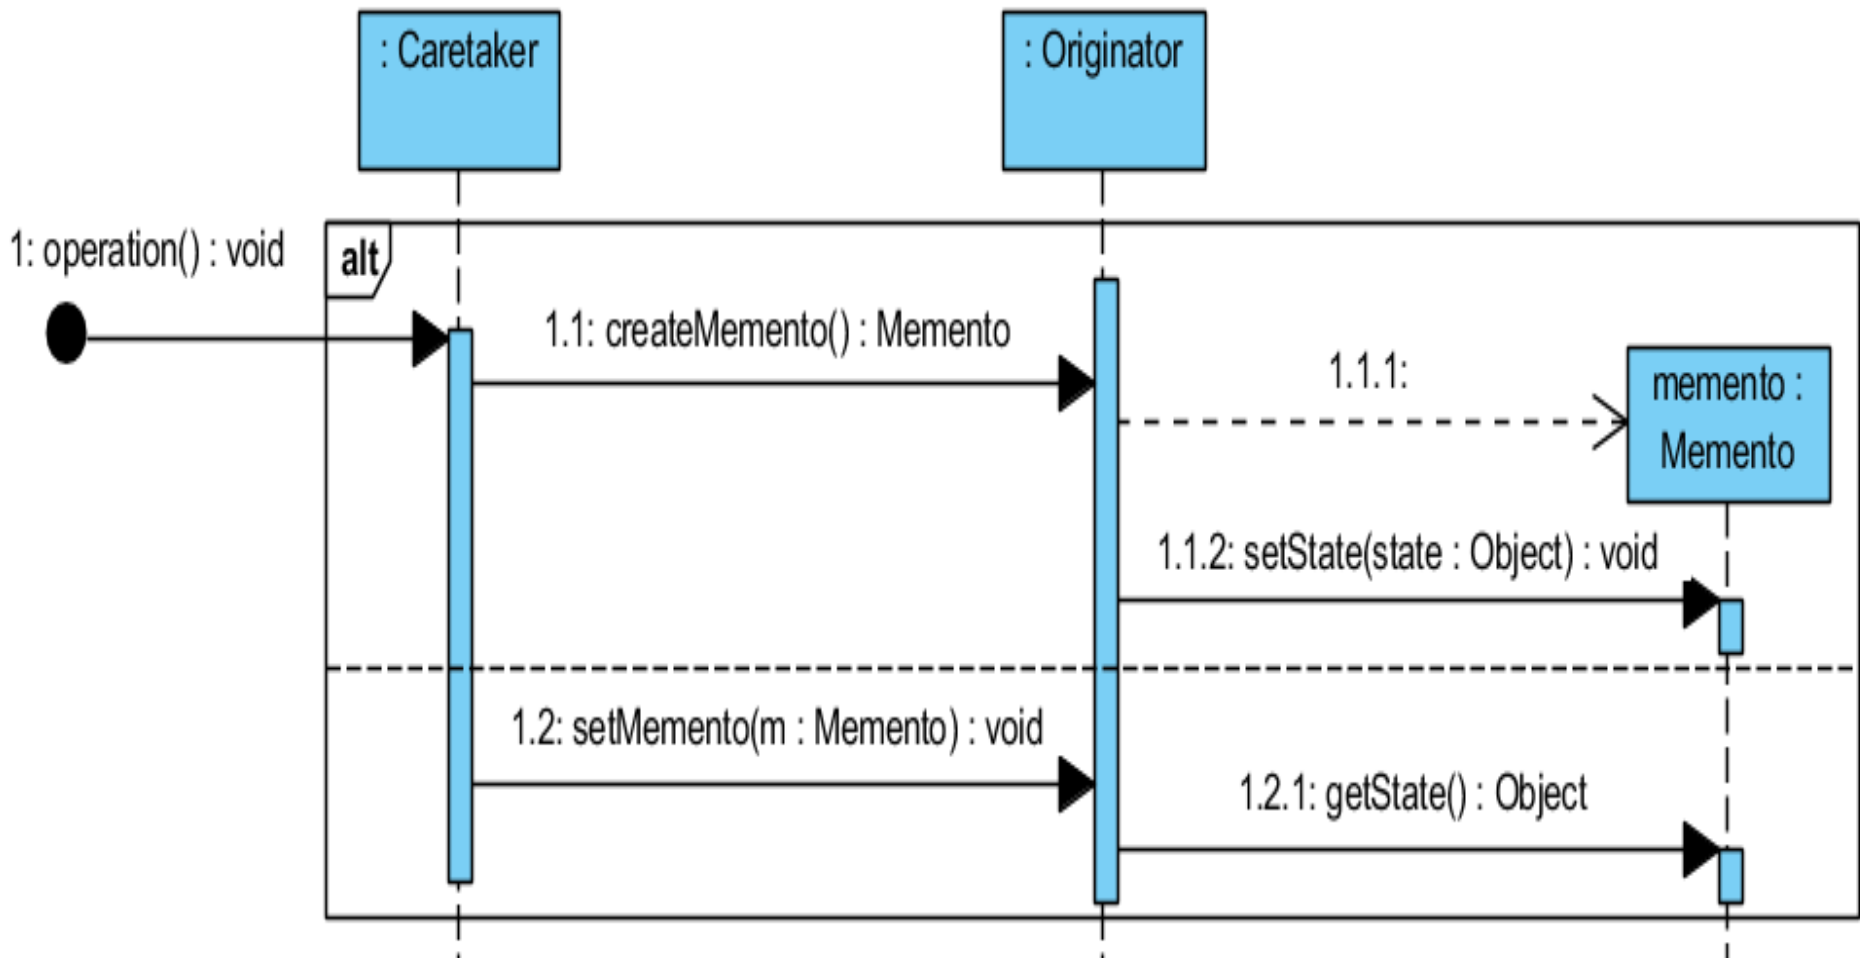 : Caretaker
: Originator
1: operation() : void
alt
1.1: createMemento() : Memento
1.1.1:
memento :
Memento
1.1.2: setState(state : Object) : void
1.2: setMemento(m : Memento) : void
1.2.1: getState() : Object